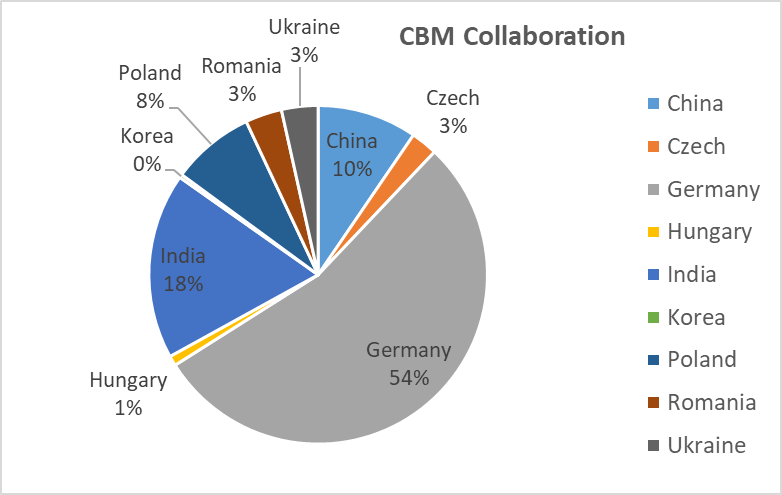 CBM Collaboration
Ukraine
3%
Romania
3%
Poland
8%
Korea
0%
China
10%
Czech
3%
India
18%
Germany
54%
Hungary
1%
China
Czech
Germany
Hungary
India
Korea
Poland
Romania
Ukraine